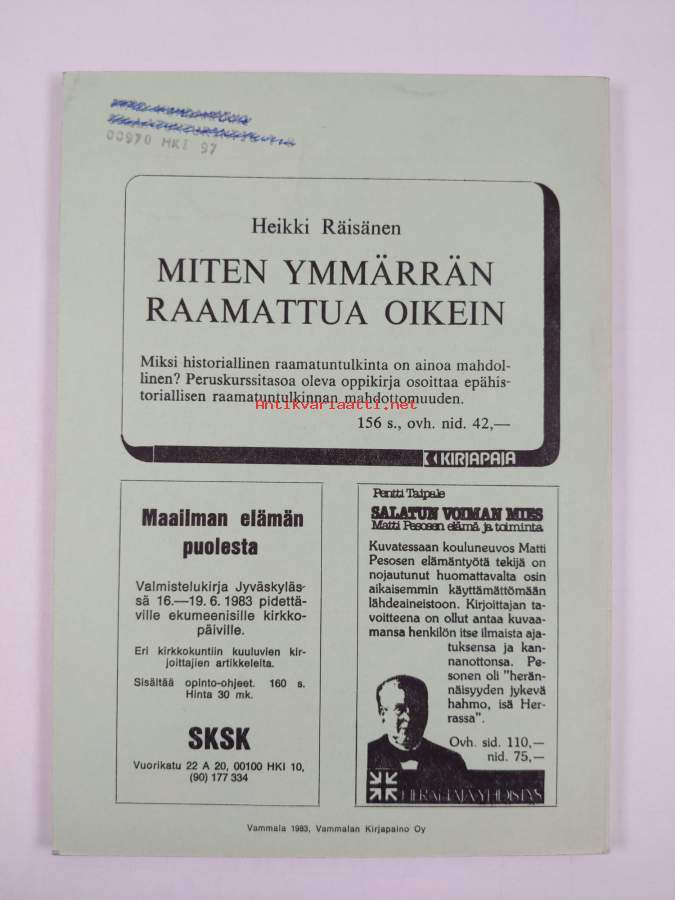 00970 HKI 97
Heikki Räisänen
MITEN YMMÄRRÄN
RAAMATTUA OIKEIN
Miksi historiallinen raamatuntulkinta on ainoa mahdol-
linen? Peruskurssitasoa oleva oppikirja osoittaa epähis-
toriallisen raamatuntulkinnan mahdottomuuden.
Antikvariaatti.net
156 s., ovh. nid. 42,—
KIRJAPAJA
Maailman elämän
puolesta
Valmistelukirja Jyväskyläs-
sä 16.—19. 6. 1983 pidettä-
ville ekumeenisille kirkko-
päiville.
Eri kirkkokuntiin kuuluvien kir-
joittajien artikkeleita.
Sisältää opinto-ohjeet. 160 s.
Hinta 30 mk.
SKSK
Vuorikatu 22 A 20, 00100 HKI 10,
(90) 177 334
Pentti Taipale
SALATUN VOIMAN MIES
Matti Pesosen elämä ja toiminta
Kuvatessaan kouluneuvos Matti
Pesosen elämäntyötä tekijä on
nojautunut huomattavalta osin
aikaisemmin käyttämättömään
lähdeaineistoon. Kirjoittajan ta-
voitteena on ollut antaa kuvaa-
mansa henkilön itse ilmaista aja-
tuksensa ja kan-
nanottonsa. Pe-
sonen oli "herän-
näisyyden jykevä
hahmo, isä Her-
rassa".
Ovh. sid. 110,—
nid. 75,—
HERÄTTÄJÄ-YHDISTYS
Vammala 1983, Vammalan Kirjapaino Oy